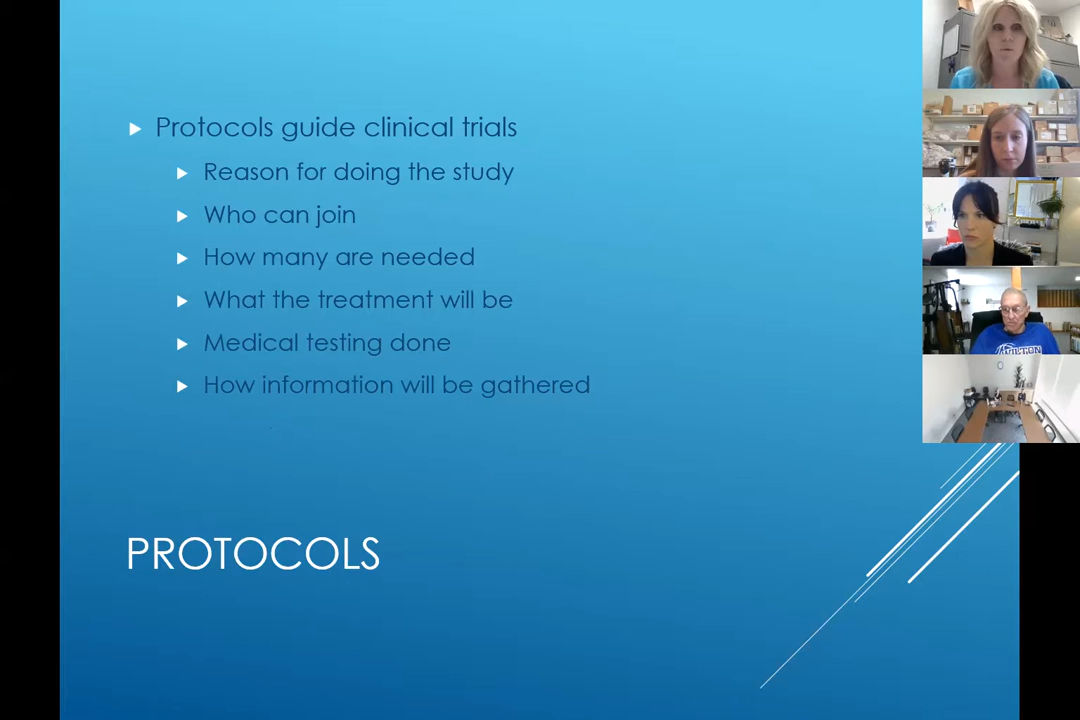 Protocols guide clinical trials
Reason for doing the study
Who can join
How many are needed
What the treatment will be
Medical testing done
How information will be gathered
PROTOCOLS